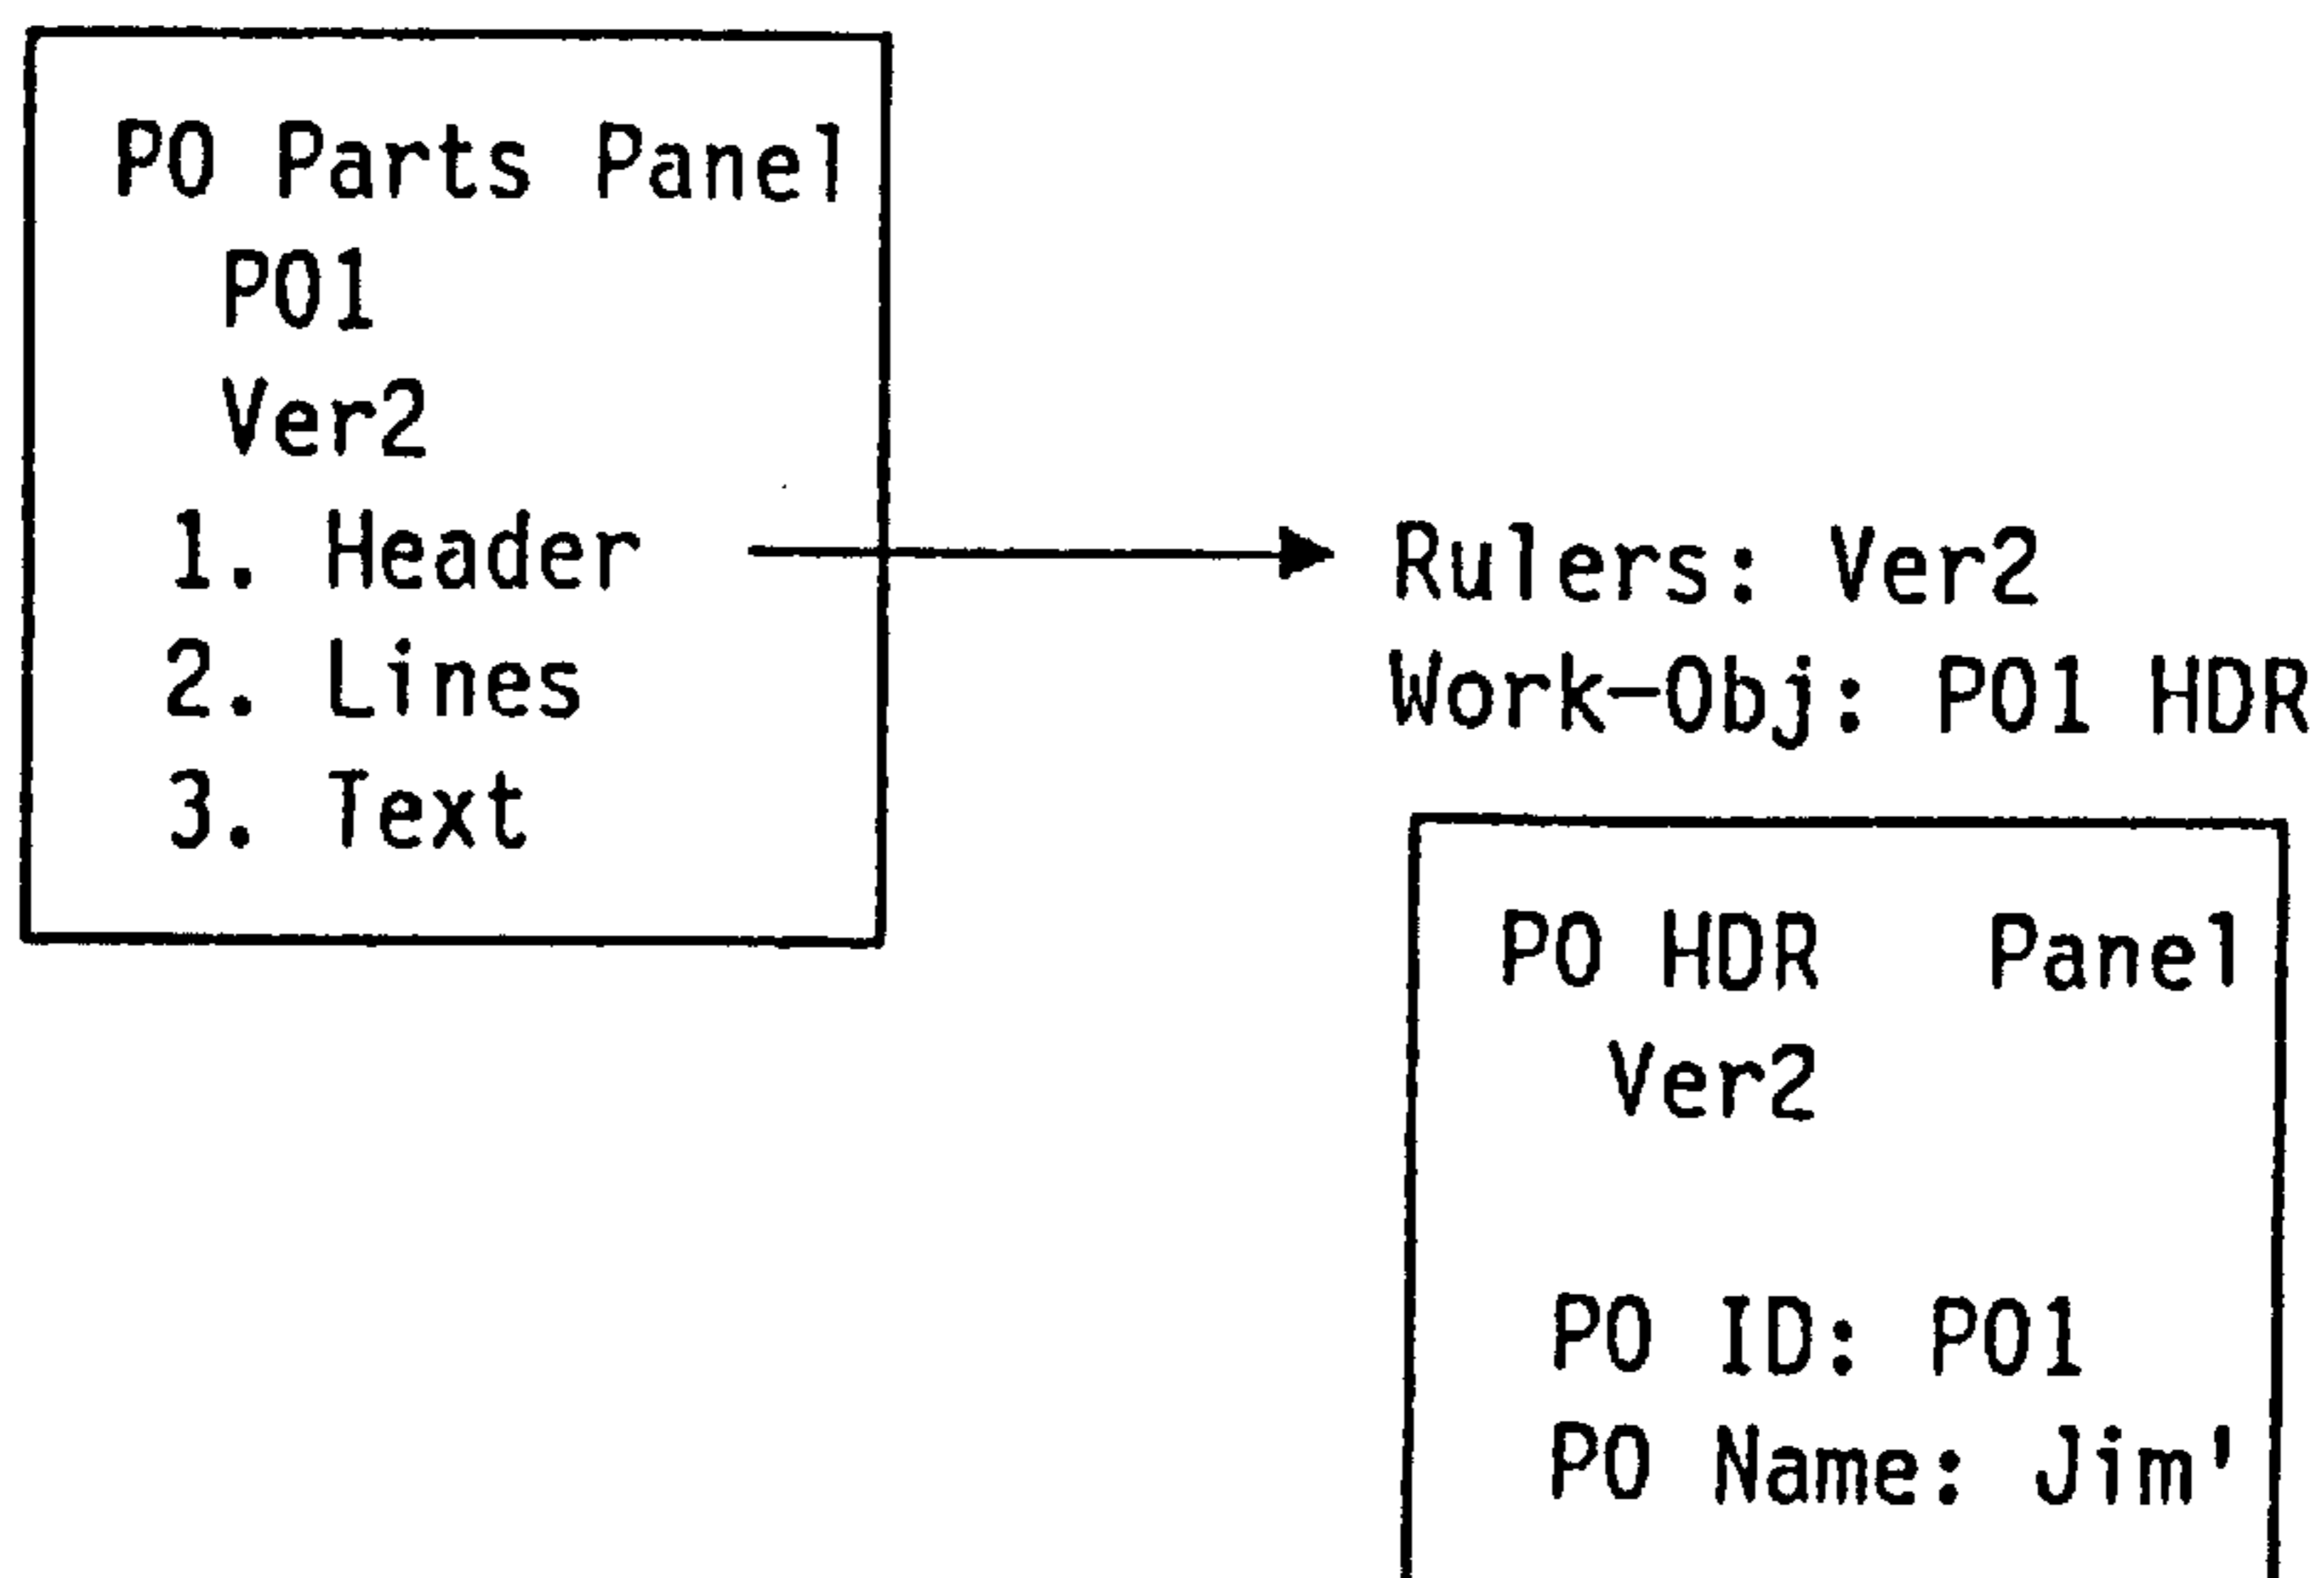 PO Parts Panel
PO1
Ver2
1. Header
2. Lines
3. Text
Rulers: Ver2
Work-Obj: PO1 HDR
PO HDR Panel
Ver2
PO ID: PO1
PO Name: Jim'